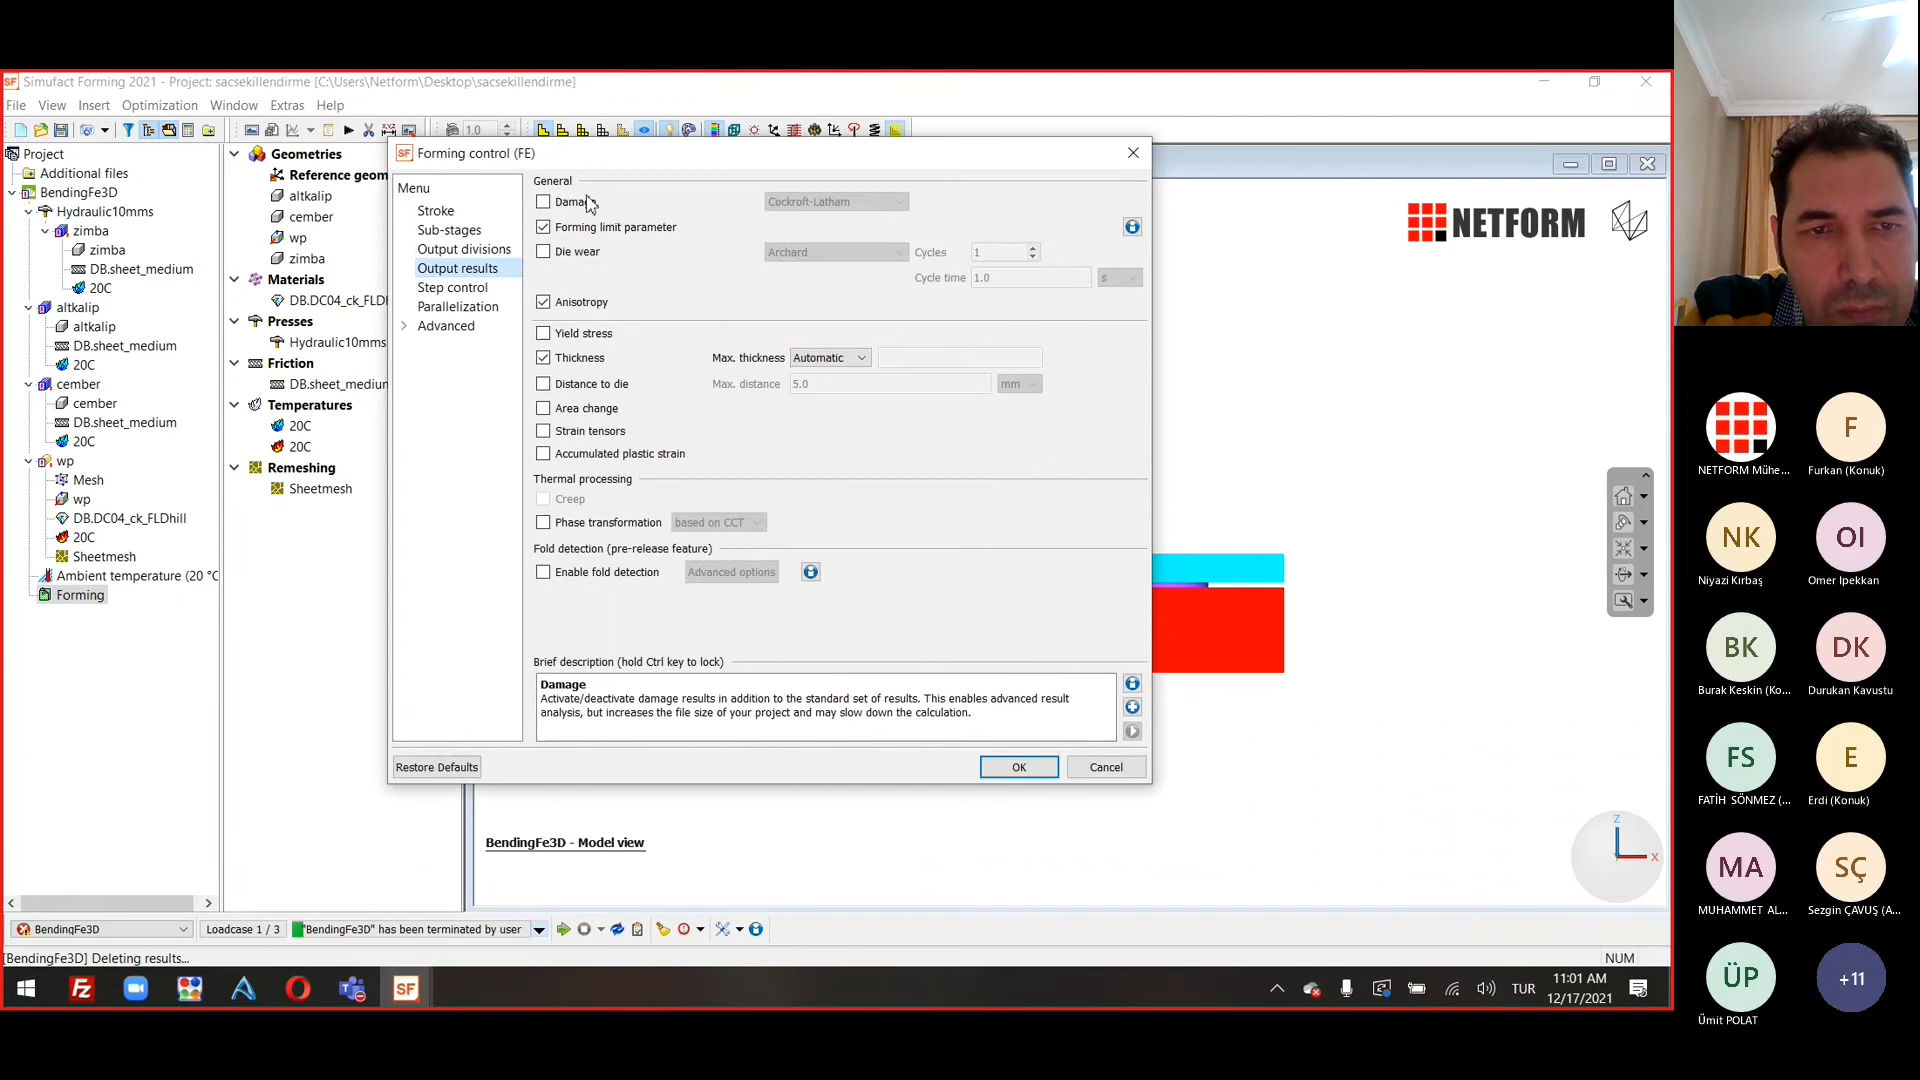 Simufact Forming 2021 - Project: sacsekillendirme [C:\Users\Netform\Desktop\sacsekillendirme]
File View Insert Optimization Window Extras Help
1.0
Project
Additional files
BendingFe3D
Hydraulic10mms
zimba
zimba
DB.sheet_medium
20C
altkalip
altkalip
DB.sheet_medium
20C
cember
cember
DB.sheet_medium
20C
wp
Mesh
wp
DB.DC04_ck_FLDhill
20C
Sheetmesh
Ambient temperature (20 °C
Forming
Geometries
Reference geom
altkalip
cember
wp
zimba
Materials
DB.DC04_ck_FLDh
Presses
Hydraulic10mms
Friction
DB.sheet_medium
Temperatures
20C
20C
Remeshing
Sheetmesh
Forming control (FE)
Menu
Stroke
Sub-stages
Output divisions
Output results
Step control
Parallelization
Advanced
General
Damage Cockroft-Latham
Forming limit parameter
Die wear Archard Cycles 1
Cycle time 1.0 s
Anisotropy
Yield stress
Thickness Max. thickness Automatic
Distance to die Max. distance 5.0 mm
Area change
Strain tensors
Accumulated plastic strain
Thermal processing
Creep
Phase transformation based on CCT
Fold detection (pre-release feature)
Enable fold detection Advanced options
Brief description (hold Ctrl key to lock)
Damage
Activate/deactivate damage results in addition to the standard set of results. This enables advanced result
analysis, but increases the file size of your project and may slow down the calculation.
Restore Defaults OK Cancel
NETFORM
BendingFe3D - Model view
Z
X
BendingFe3D Loadcase 1 / 3 "BendingFe3D" has been terminated by user
[BendingFe3D] Deleting results... NUM
Fz
SF
TUR
11:01 AM
12/17/2021
F
NETFORM Mühe... Furkan (Konuk)
NK OI
Niyazi Kırbaş Omer Ipekkan
BK DK
Burak Keskin (Ko... Durukan Kavustu
FS E
FATİH SÖNMEZ (... Erdi (Konuk)
MA SÇ
MUHAMMET AL... Sezgin ÇAVUŞ (A...
ÜP +11
Ümit POLAT